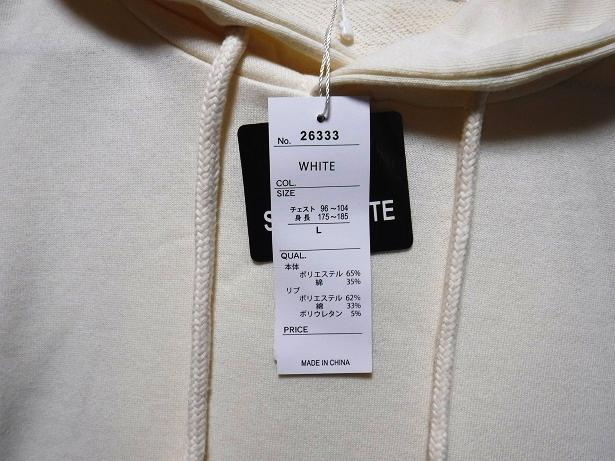 No. 26333
WHITE
COL.
SIZE
チェスト 96～104
身長 175～185
L
QUAL.
本体
ポリエステル 65%
綿 35%
リブ
ポリエステル 62%
綿 33%
ポリウレタン 5%
PRICE
MADE IN CHINA